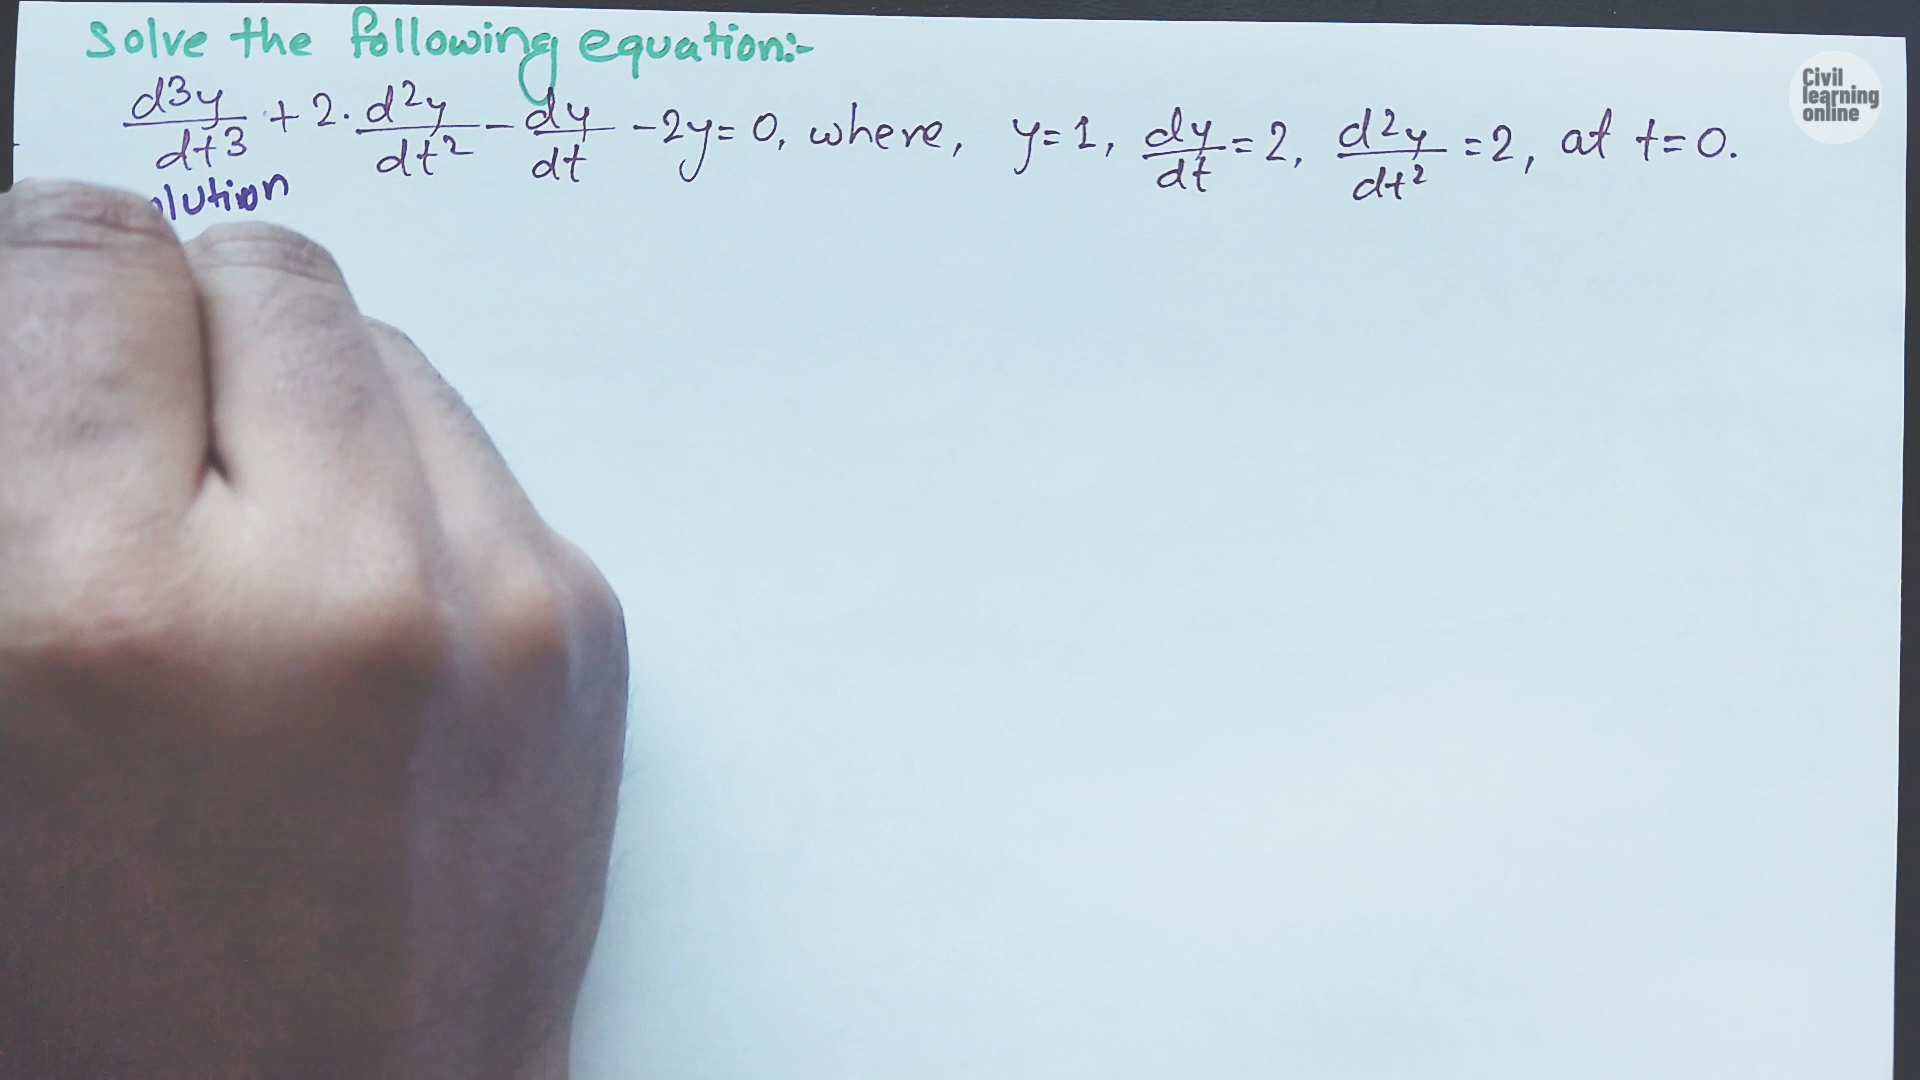 Solve the following equation:-
d3y/dt3 + 2. d2y/dt2 - dy/dt - 2y = 0, where, y = 1, dy/dt = 2, d2y/dt2 = 2, at t = 0.
lution
Civil
learning
online